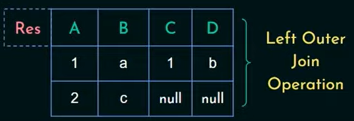 Res A B C D
1 a 1 b
2 c null null
Left Outer
Join
Operation